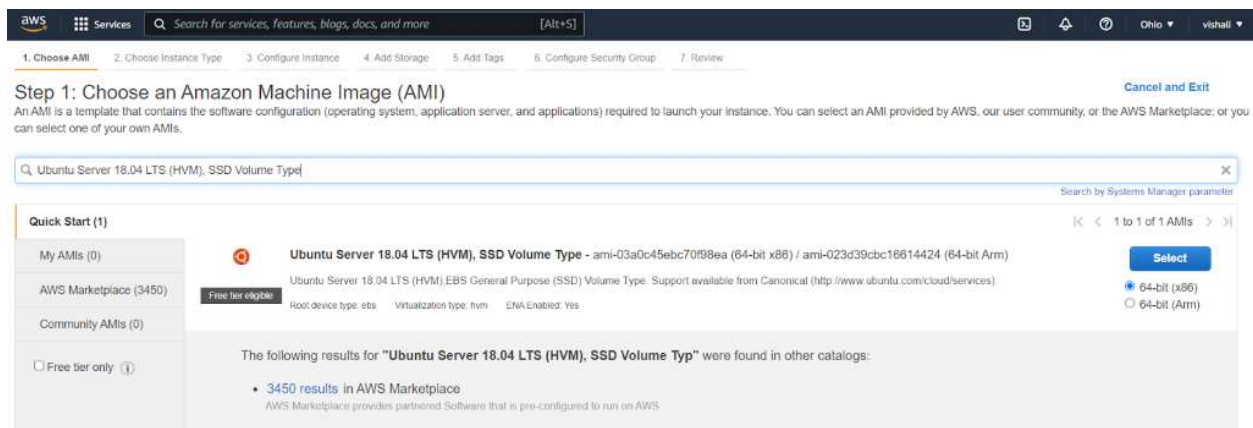 aws Services Search for services, features, blogs, docs, and more [Alt+S] Ohio ▼ vishali ▼
1. Choose AMI 2. Choose Instance Type 3. Configure Instance 4. Add Storage 5. Add Tags 6. Configure Security Group 7. Review
Step 1: Choose an Amazon Machine Image (AMI) Cancel and Exit
An AMI is a template that contains the software configuration (operating system, application server, and applications) required to launch your instance. You can select an AMI provided by AWS, our user community, or the AWS Marketplace; or you
can select one of your own AMIs.
Ubuntu Server 18.04 LTS (HVM), SSD Volume Type
Search by Systems Manager parameter
Quick Start (1) 1 to 1 of 1 AMIs
My AMIs (0)
AWS Marketplace (3450)
Community AMIs (0)
Free tier only
Ubuntu Server 18.04 LTS (HVM), SSD Volume Type - ami-03a0c45ebc70f98ea (64-bit x86) / ami-023d39cbc16614424 (64-bit Arm)
Ubuntu Server 18.04 LTS (HVM),EBS General Purpose (SSD) Volume Type. Support available from Canonical (http://www.ubuntu.com/cloud/services).
Free tier eligible
Root device type: ebs Virtualization type: hvm ENA Enabled: Yes
Select
64-bit (x86)
64-bit (Arm)
The following results for "Ubuntu Server 18.04 LTS (HVM), SSD Volume Typ" were found in other catalogs:
• 3450 results in AWS Marketplace
AWS Marketplace provides partnered Software that is pre-configured to run on AWS